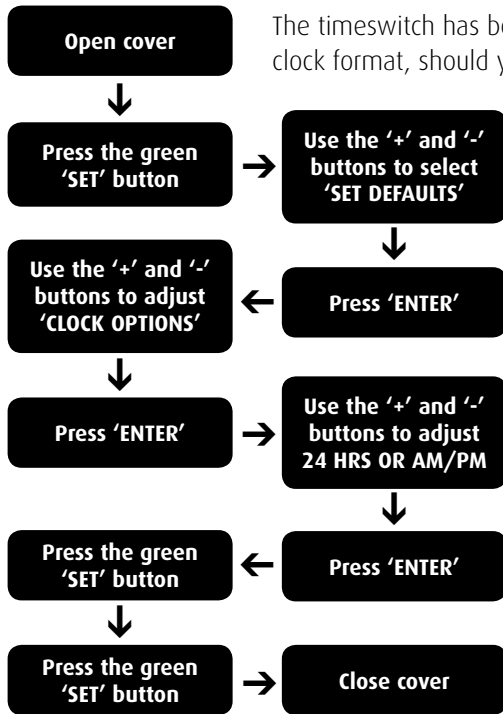 The timeswitch has
clock format, should
Open cover
Press the green
‘SET’ button
Use the ‘+’ and ‘-’
buttons to select
‘SET DEFAULTS’
Press ‘ENTER’
Use the ‘+’ and ‘-’
buttons to adjust
‘CLOCK OPTIONS’
Press ‘ENTER’
Use the ‘+’ and ‘-’
buttons to adjust
24 HRS OR AM/PM
Press ‘ENTER’
Press the green
‘SET’ button
Press the green
‘SET’ button
Close cover